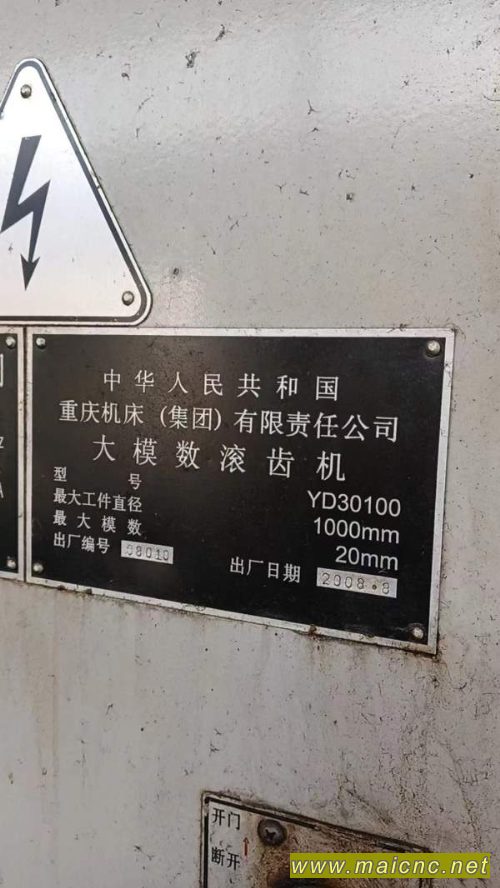 中华人民共和国
重庆机床(集团)有限责任公司
大模数滚齿机
型号 YD30100
最大工件直径 1000mm
最大模数 20mm
出厂编号 08010 出厂日期 2008.8
开门
断开
www.maicnc.net